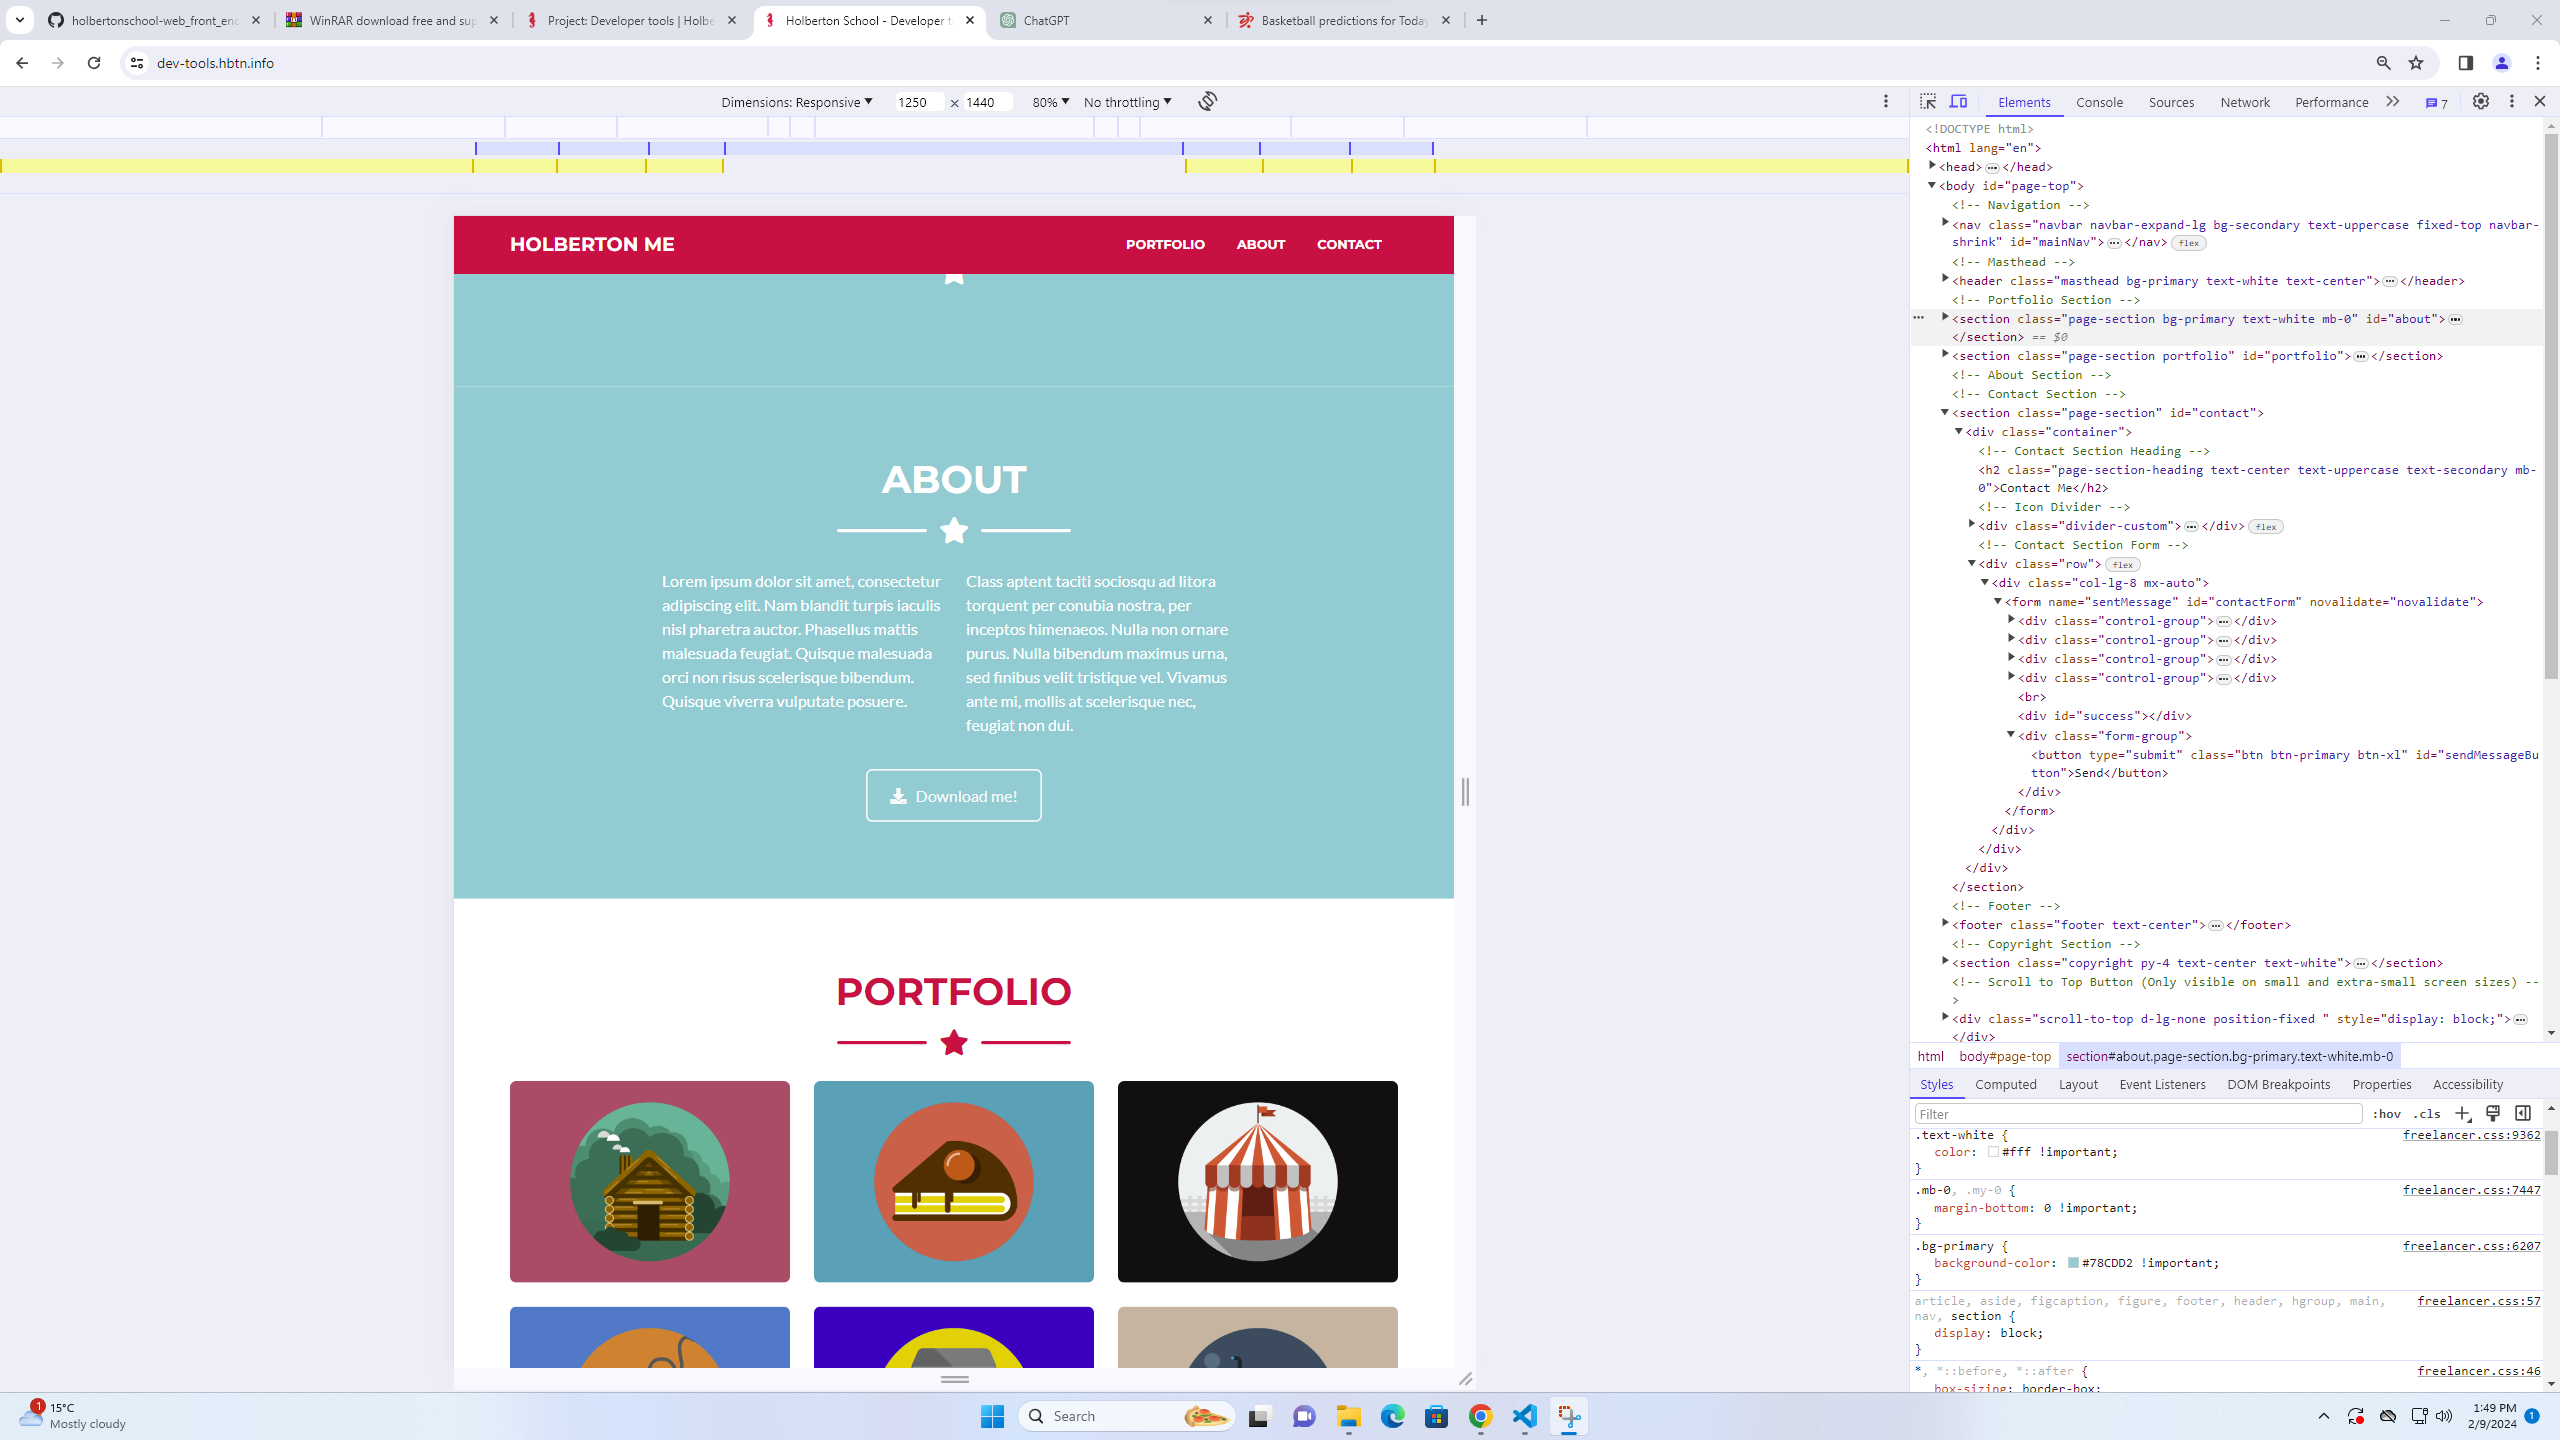 holbertonschool-web_front_end
WinRAR download free and sup
Project: Developer tools | Holbe
Holberton School - Developer t
ChatGPT
Basketball predictions for Today
dev-tools.hbtn.info
Dimensions: Responsive
1250 × 1440
80%
No throttling
Elements
Console
Sources
Network
Performance
7
HOLBERTON ME
PORTFOLIO
ABOUT
CONTACT
ABOUT
Lorem ipsum dolor sit amet, consectetur
adipiscing elit. Nam blandit turpis iaculis
nisl pharetra auctor. Phasellus mattis
malesuada feugiat. Quisque malesuada
orci non risus scelerisque bibendum.
Quisque viverra vulputate posuere.
Class aptent taciti sociosqu ad litora
torquent per conubia nostra, per
inceptos himenaeos. Nulla non ornare
purus. Nulla bibendum maximus urna,
sed finibus velit tristique vel. Vivamus
ante mi, mollis at scelerisque nec,
feugiat non dui.
Download me!
PORTFOLIO
<!DOCTYPE html>
<html lang="en">
<head>…</head>
<body id="page-top">
<!-- Navigation -->
<nav class="navbar navbar-expand-lg bg-secondary text-uppercase fixed-top navbar-
shrink" id="mainNav">…</nav> flex
<!-- Masthead -->
<header class="masthead bg-primary text-white text-center">…</header>
<!-- Portfolio Section -->
<section class="page-section bg-primary text-white mb-0" id="about">…
</section> == $0
<section class="page-section portfolio" id="portfolio">…</section>
<!-- About Section -->
<!-- Contact Section -->
<section class="page-section" id="contact">
<div class="container">
<!-- Contact Section Heading -->
<h2 class="page-section-heading text-center text-uppercase text-secondary mb-
0">Contact Me</h2>
<!-- Icon Divider -->
<div class="divider-custom">…</div> flex
<!-- Contact Section Form -->
<div class="row"> flex
<div class="col-lg-8 mx-auto">
<form name="sentMessage" id="contactForm" novalidate="novalidate">
<div class="control-group">…</div>
<div class="control-group">…</div>
<div class="control-group">…</div>
<div class="control-group">…</div>
<br>
<div id="success"></div>
<div class="form-group">
<button type="submit" class="btn btn-primary btn-xl" id="sendMessageBu
tton">Send</button>
</div>
</form>
</div>
</div>
</div>
</section>
<!-- Footer -->
<footer class="footer text-center">…</footer>
<!-- Copyright Section -->
<section class="copyright py-4 text-center text-white">…</section>
<!-- Scroll to Top Button (Only visible on small and extra-small screen sizes) --
>
<div class="scroll-to-top d-lg-none position-fixed " style="display: block;">…
</div>
html
body#page-top
section#about.page-section.bg-primary.text-white.mb-0
Styles
Computed
Layout
Event Listeners
DOM Breakpoints
Properties
Accessibility
Filter
:hov
.cls
.text-white {
freelancer.css:9362
color: #fff !important;
}
.mb-0, .my-0 {
freelancer.css:7447
margin-bottom: 0 !important;
}
.bg-primary {
freelancer.css:6207
background-color: #78CDD2 !important;
}
article, aside, figcaption, figure, footer, header, hgroup, main,
freelancer.css:57
nav, section {
display: block;
}
*, *::before, *::after {
freelancer.css:46
box-sizing: border-box;
1
15°C
Mostly cloudy
Search
1:49 PM
2/9/2024
1